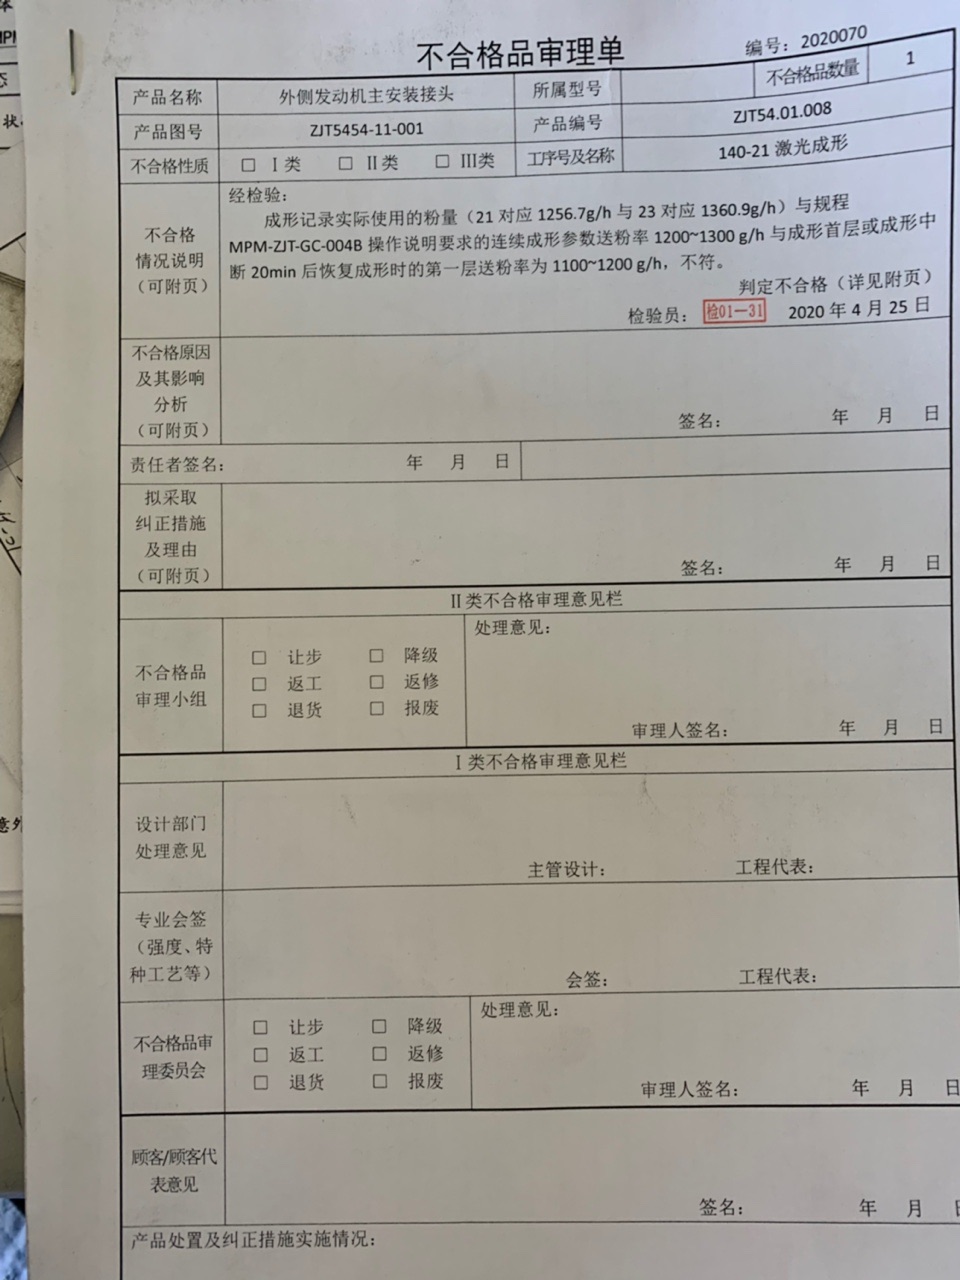 不合格品审理单
编号：2020070
产品名称 外侧发动机主安装接头 所属型号 不合格品数量 1
产品图号 ZJT5454-11-001 产品编号 ZJT54.01.008
不合格性质 □ I 类 □ II 类 □ III类 工序号及名称 140-21 激光成形
不合格
情况说明
（可附页）
经检验：
成形记录实际使用的粉量（21 对应 1256.7g/h 与 23 对应 1360.9g/h）与规程
MPM-ZJT-GC-004B 操作说明要求的连续成形参数送粉率 1200~1300 g/h 与成形首层或成形中
断 20min 后恢复成形时的第一层送粉率为 1100~1200 g/h，不符。
判定不合格（详见附页）
检验员： 检01—31 2020 年 4 月 25 日
不合格原因
及其影响
分析
（可附页）
签名： 年 月 日
责任者签名： 年 月 日
拟采取
纠正措施
及理由
（可附页）
签名： 年 月 日
II 类不合格审理意见栏
不合格品
审理小组
□ 让步 □ 降级
□ 返工 □ 返修
□ 退货 □ 报废
处理意见：
审理人签名： 年 月 日
I 类不合格审理意见栏
设计部门
处理意见
主管设计： 工程代表：
专业会签
（强度、特
种工艺等）
会签： 工程代表：
不合格品审
理委员会
□ 让步 □ 降级
□ 返工 □ 返修
□ 退货 □ 报废
处理意见：
审理人签名： 年 月 日
顾客/顾客代
表意见
签名： 年 月
产品处置及纠正措施实施情况：